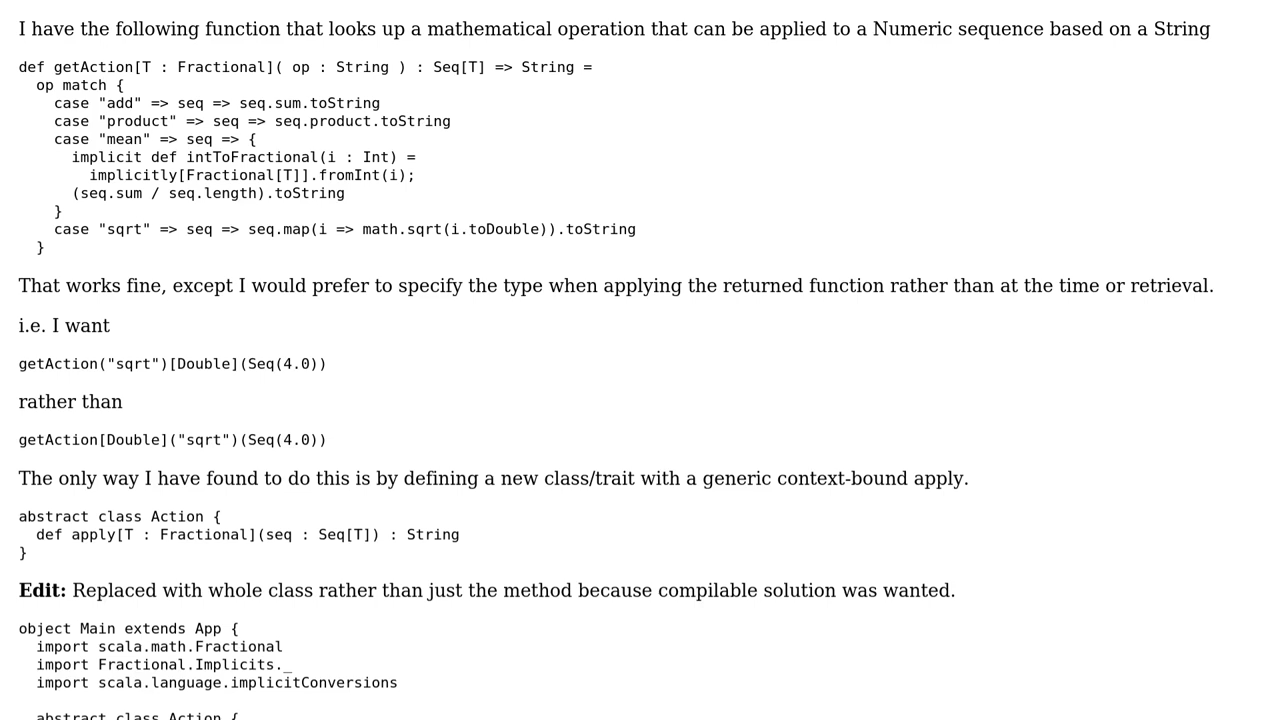 I have the following function that looks up a mathematical operation that can be applied to a Numeric sequence based on a String
def getAction[T : Fractional]( op : String ) : Seq[T] => String =
  op match {
    case "add" => seq => seq.sum.toString
    case "product" => seq => seq.product.toString
    case "mean" => seq => {
      implicit def intToFractional(i : Int) =
        implicitly[Fractional[T]].fromInt(i);
      (seq.sum / seq.length).toString
    }
    case "sqrt" => seq => seq.map(i => math.sqrt(i.toDouble)).toString
  }
That works fine, except I would prefer to specify the type when applying the returned function rather than at the time or retrieval.
i.e. I want
getAction("sqrt")[Double](Seq(4.0))
rather than
getAction[Double]("sqrt")(Seq(4.0))
The only way I have found to do this is by defining a new class/trait with a generic context-bound apply.
abstract class Action {
  def apply[T : Fractional](seq : Seq[T]) : String
}
Edit: Replaced with whole class rather than just the method because compilable solution was wanted.
object Main extends App {
  import scala.math.Fractional
  import Fractional.Implicits._
  import scala.language.implicitConversions
  abstract class Action {